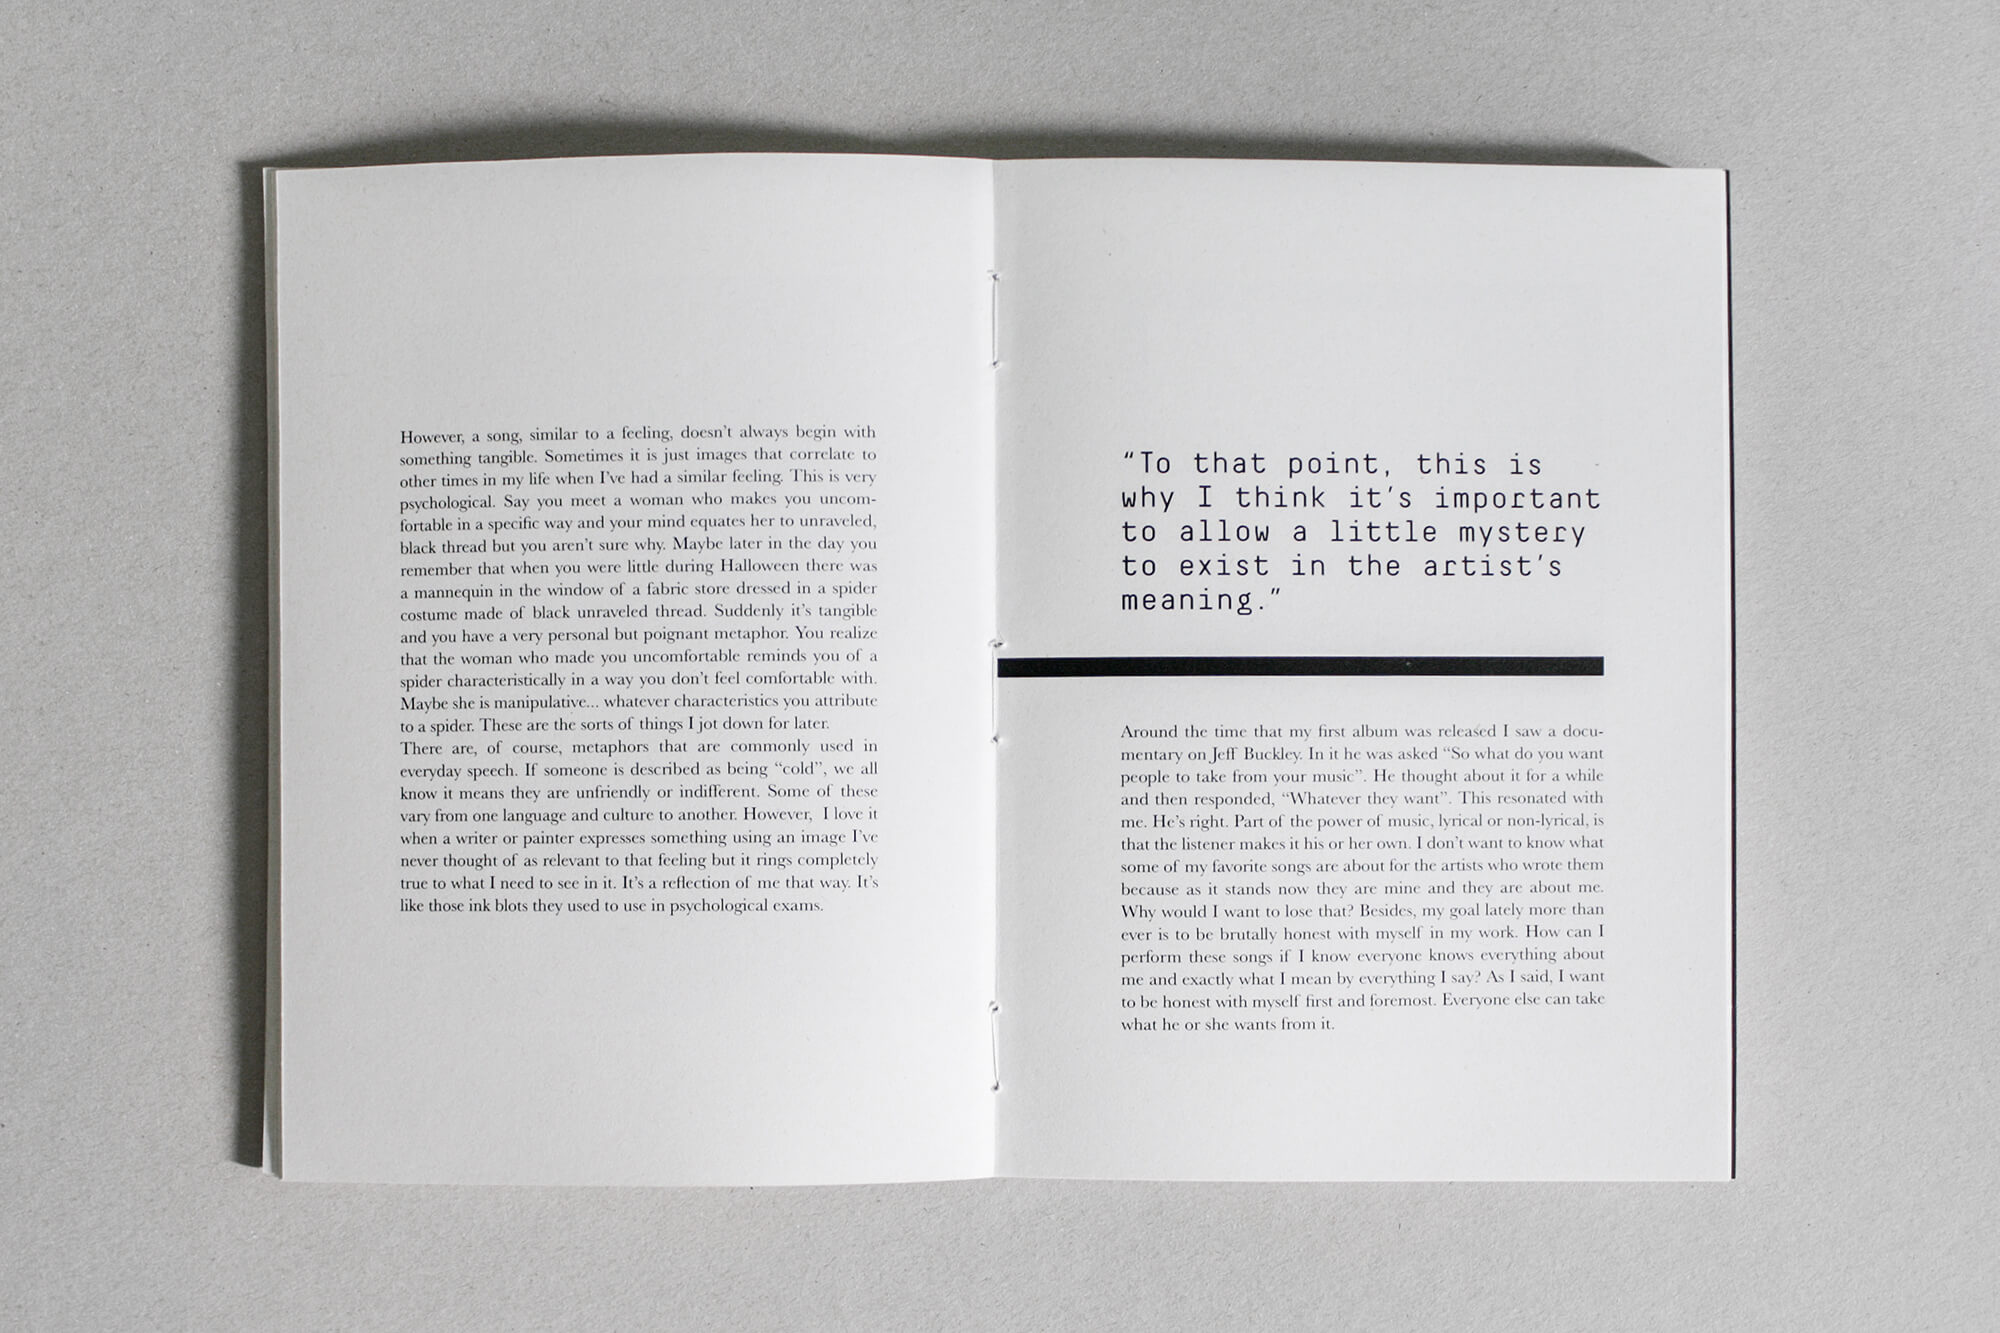 However, a song, similar to a feeling, doesn't always begin with
something tangible. Sometimes it is just images that correlate to
other times in my life when I've had a similar feeling. This is very
psychological. Say you meet a woman who makes you uncom-
fortable in a specific way and your mind equates her to unraveled,
black thread but you aren't sure why. Maybe later in the day you
remember that when you were little during Halloween there was
a mannequin in the window of a fabric store dressed in a spider
costume made of black unraveled thread. Suddenly it's tangible
and you have a very personal but poignant metaphor. You realize
that the woman who made you uncomfortable reminds you of a
spider characteristically in a way you don't feel comfortable with.
Maybe she is manipulative... whatever characteristics you attribute
to a spider. These are the sorts of things I jot down for later.
There are, of course, metaphors that are commonly used in
everyday speech. If someone is described as being “cold”, we all
know it means they are unfriendly or indifferent. Some of these
vary from one language and culture to another. However, I love it
when a writer or painter expresses something using an image I've
never thought of as relevant to that feeling but it rings completely
true to what I need to see in it. It's a reflection of me that way. It's
like those ink blots they used to use in psychological exams.
“To that point, this is
why I think it's important
to allow a little mystery
to exist in the artist's
meaning.”
Around the time that my first album was released I saw a docu-
mentary on Jeff Buckley. In it he was asked “So what do you want
people to take from your music”. He thought about it for a while
and then responded, “Whatever they want”. This resonated with
me. He's right. Part of the power of music, lyrical or non-lyrical, is
that the listener makes it his or her own. I don't want to know what
some of my favorite songs are about for the artists who wrote them
because as it stands now they are mine and they are about me.
Why would I want to lose that? Besides, my goal lately more than
ever is to be brutally honest with myself in my work. How can I
perform these songs if I know everyone knows everything about
me and exactly what I mean by everything I say? As I said, I want
to be honest with myself first and foremost. Everyone else can take
what he or she wants from it.